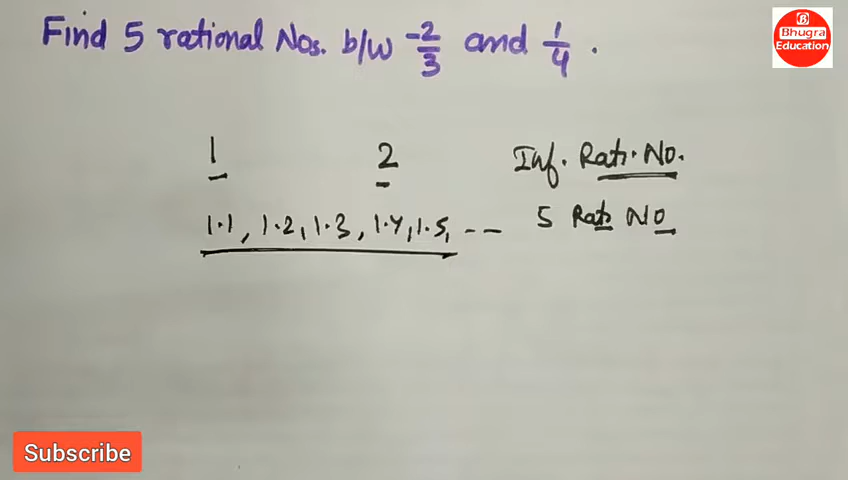 Find 5 rational Nos. b/w -2/3 and 1/4 .
B
Bhugra
Education
1 2 Inf. Rati. No.
1.1, 1.2, 1.3, 1.4, 1.5, -- 5 Rati No
Subscribe